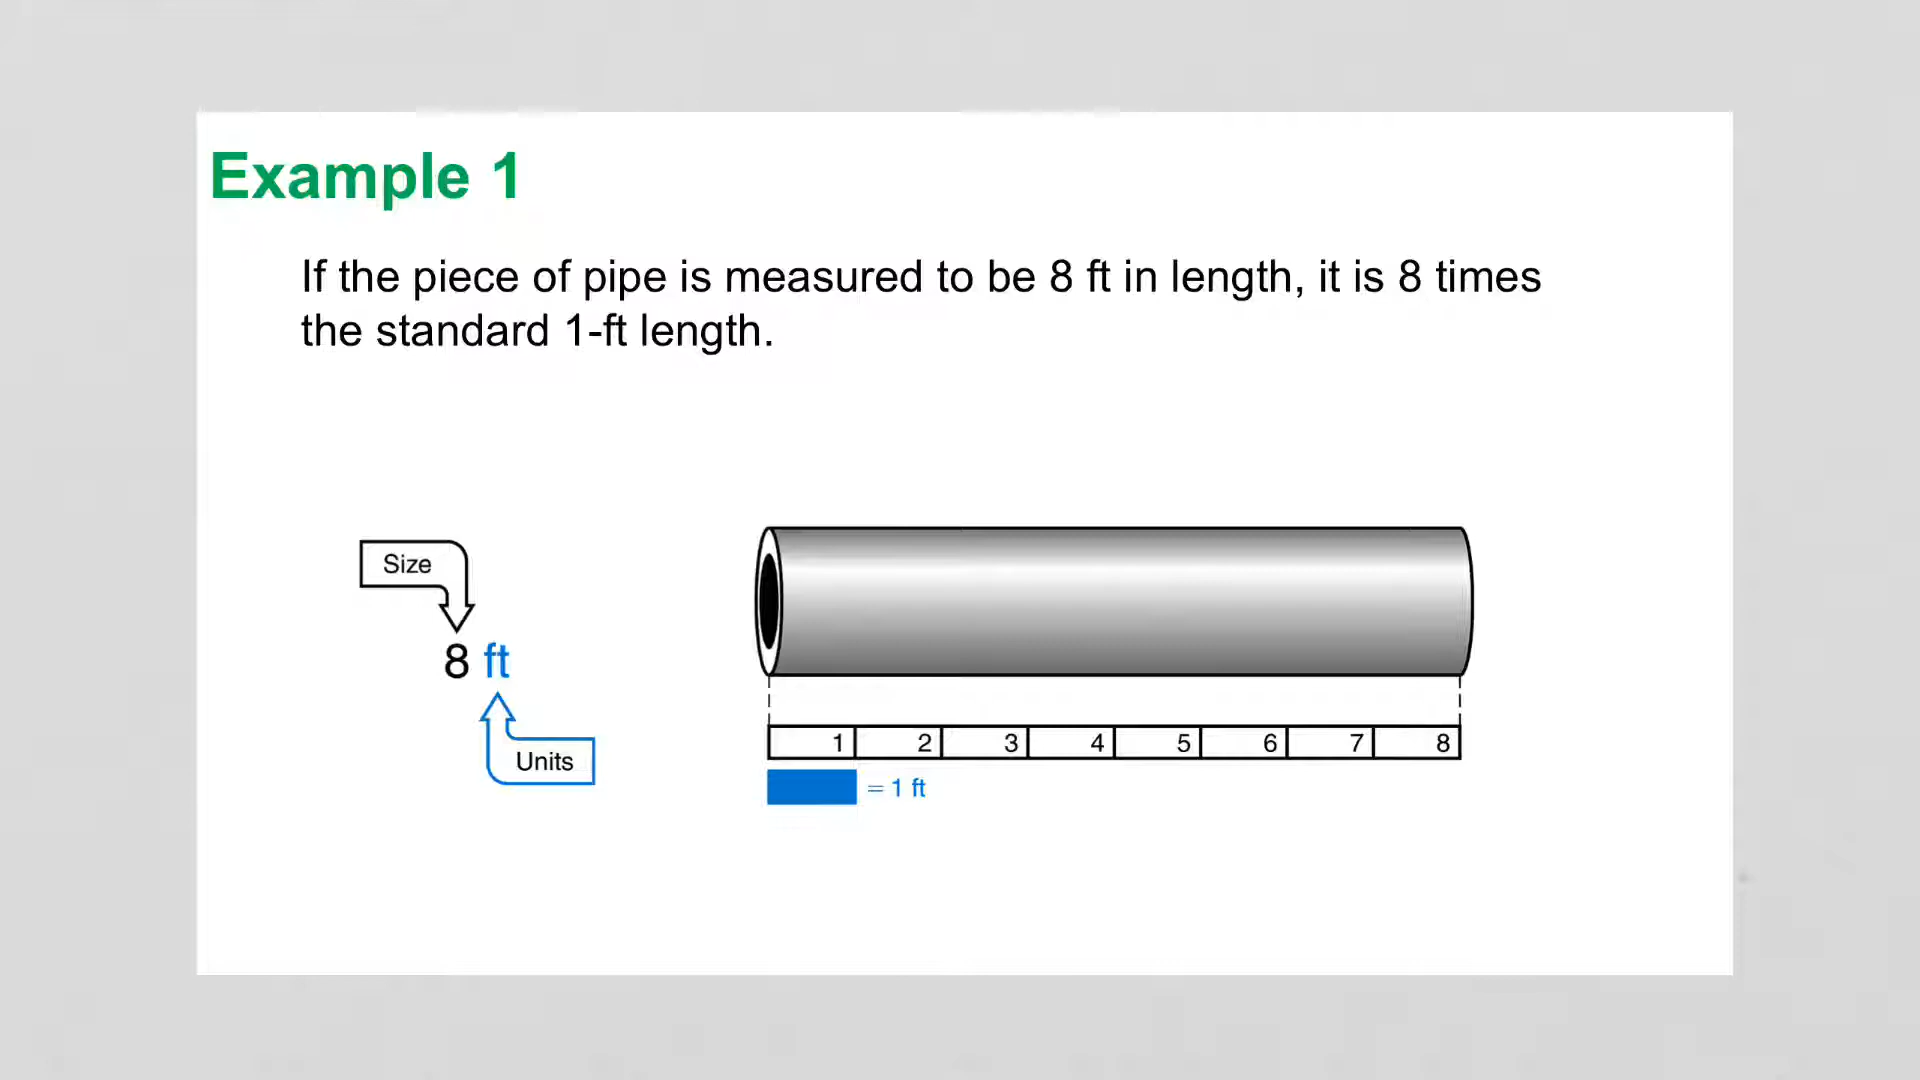 Example 1
If the piece of pipe is measured to be 8 ft in length, it is 8 times
the standard 1-ft length.
Size
8 ft
Units
1 2 3 4 5 6 7 8
= 1 ft